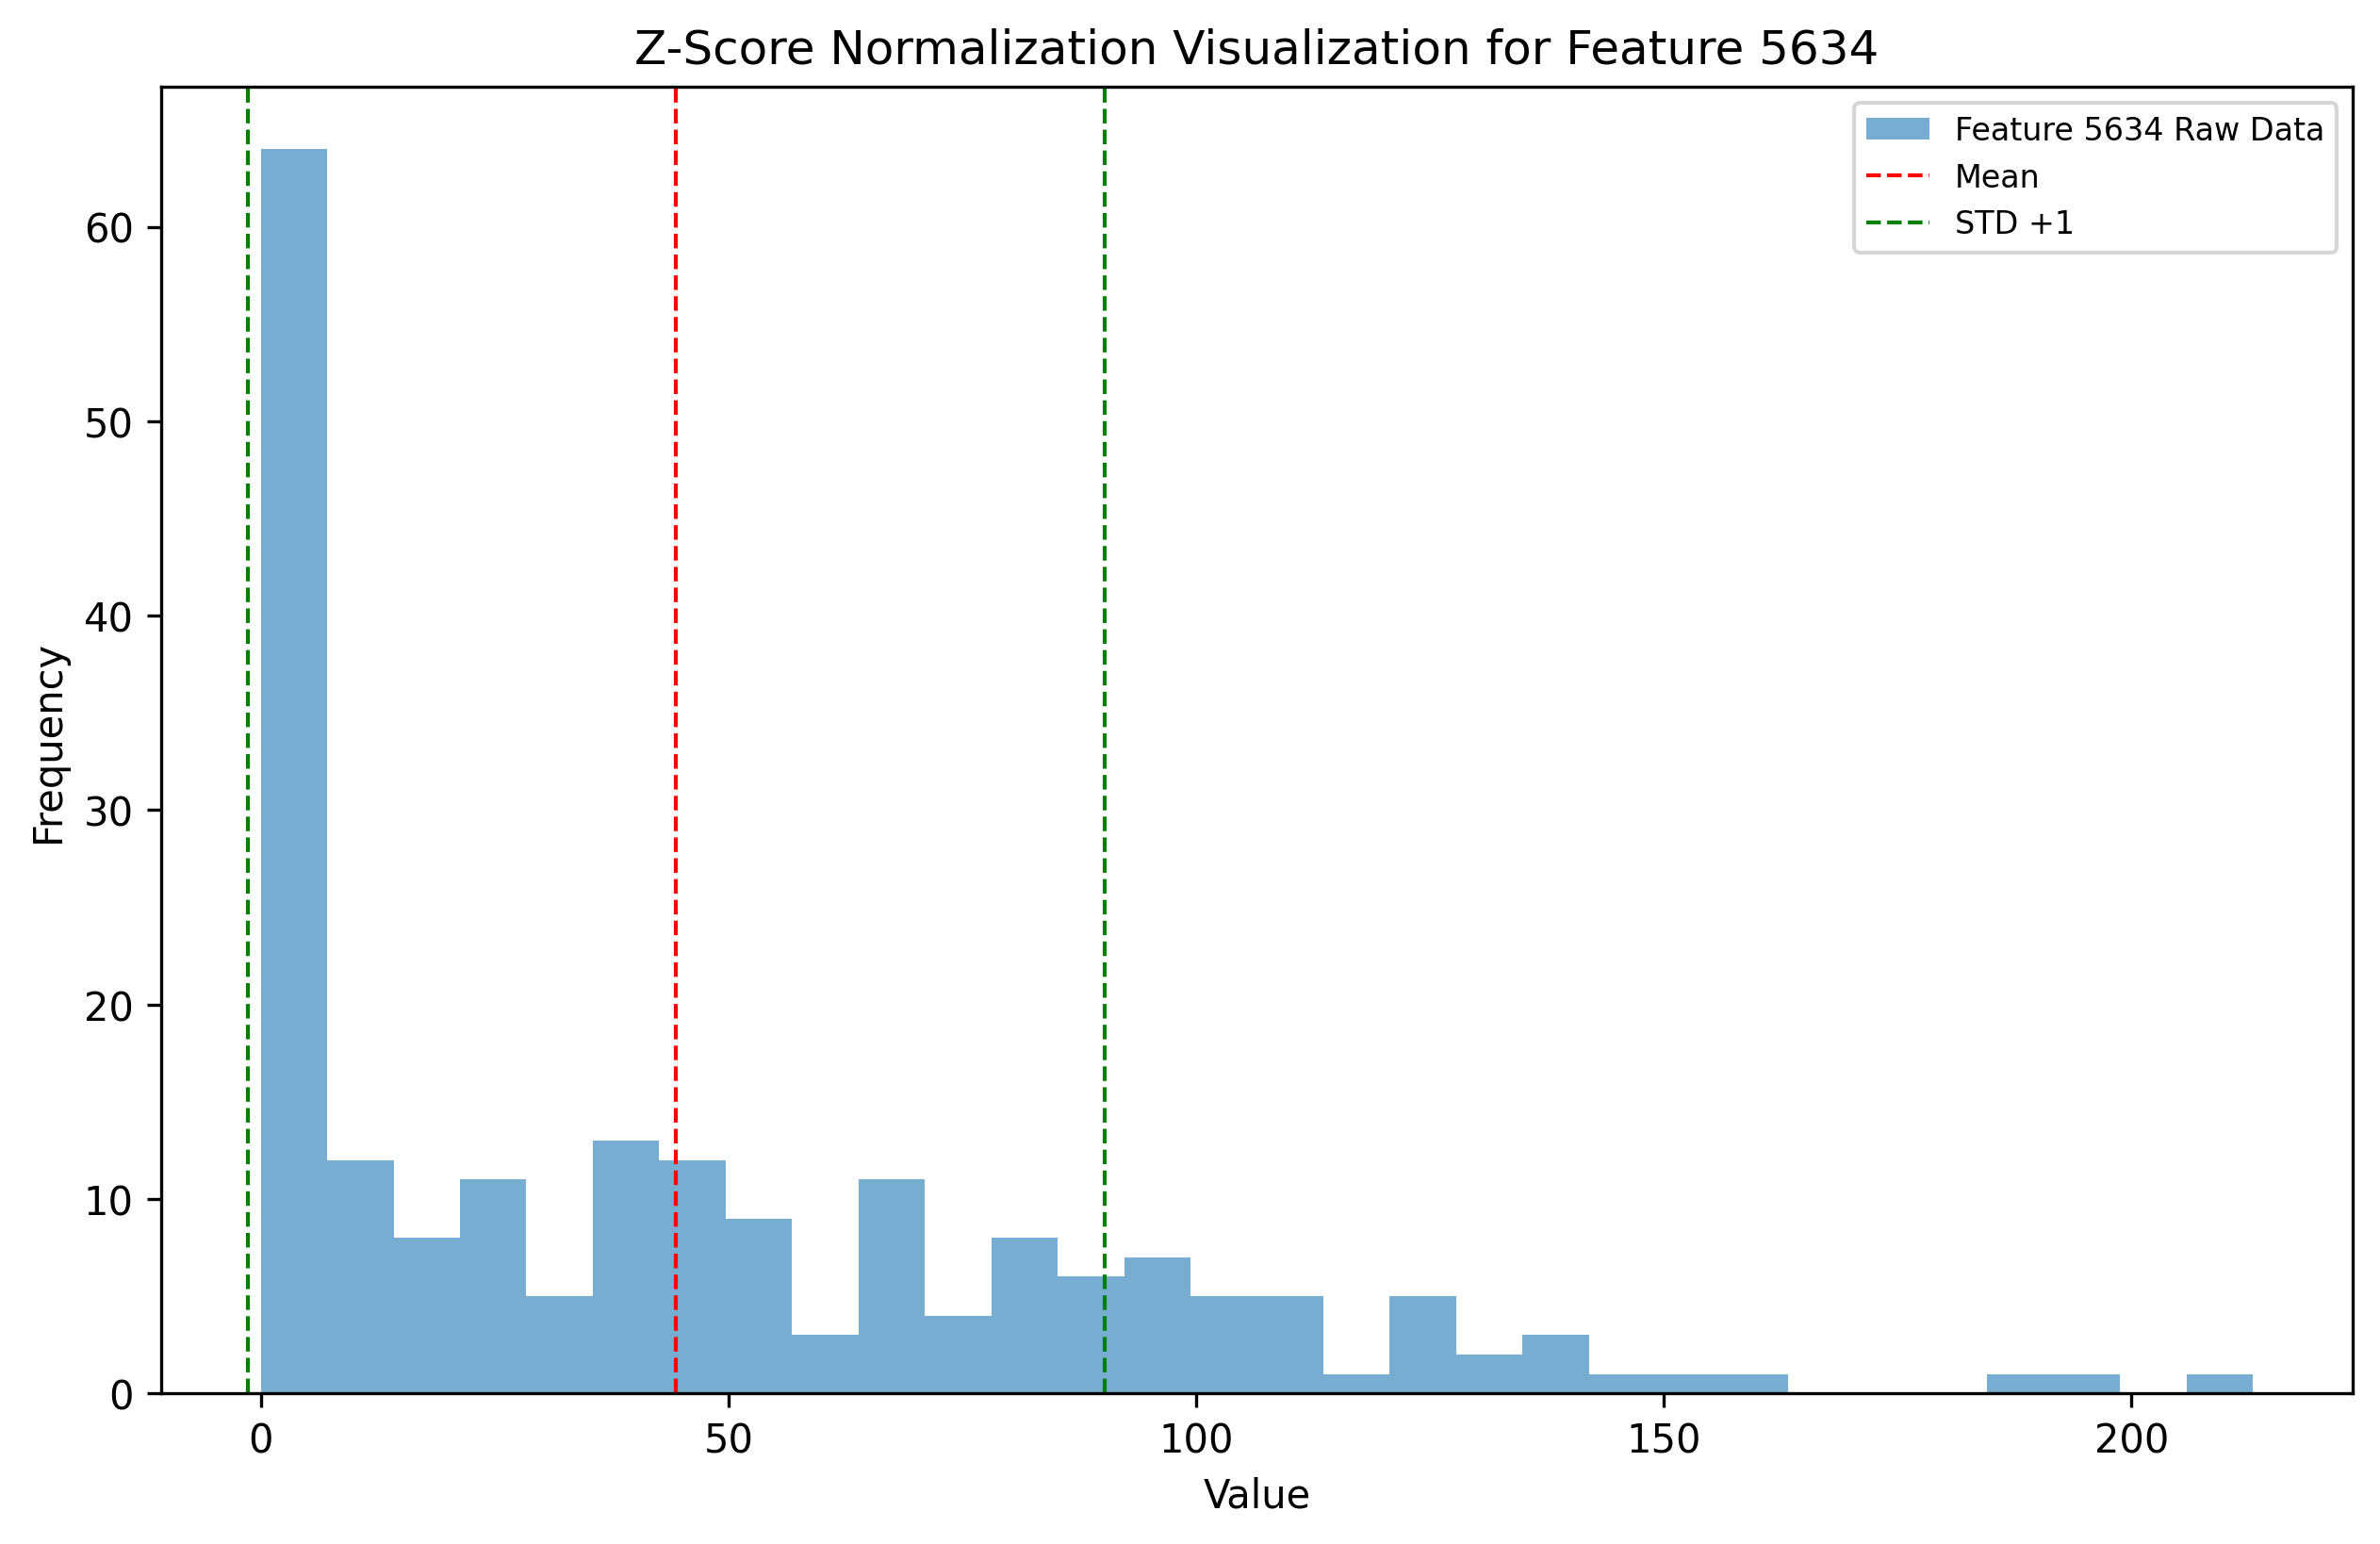 Z-Score Normalization Visualization for Feature 5634
Feature 5634 Raw Data
Mean
STD +1
Frequency
60
50
40
30
20
10
0
0 50 100 150 200
Value